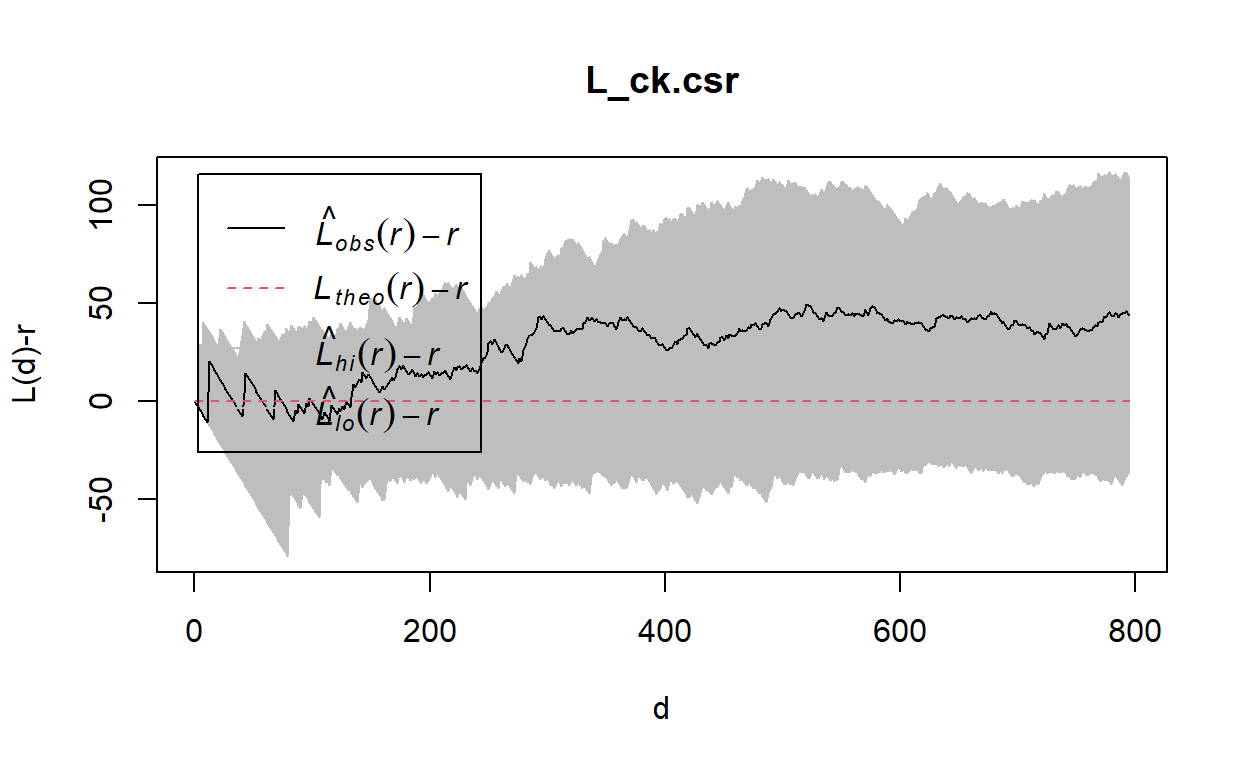 L_ck.csr
L(d)-r
100
50
0
-50
L̂obs(r) − r
Ltheo(r) − r
L̂hi(r) − r
L̂lo(r) − r
0 200 400 600 800
d